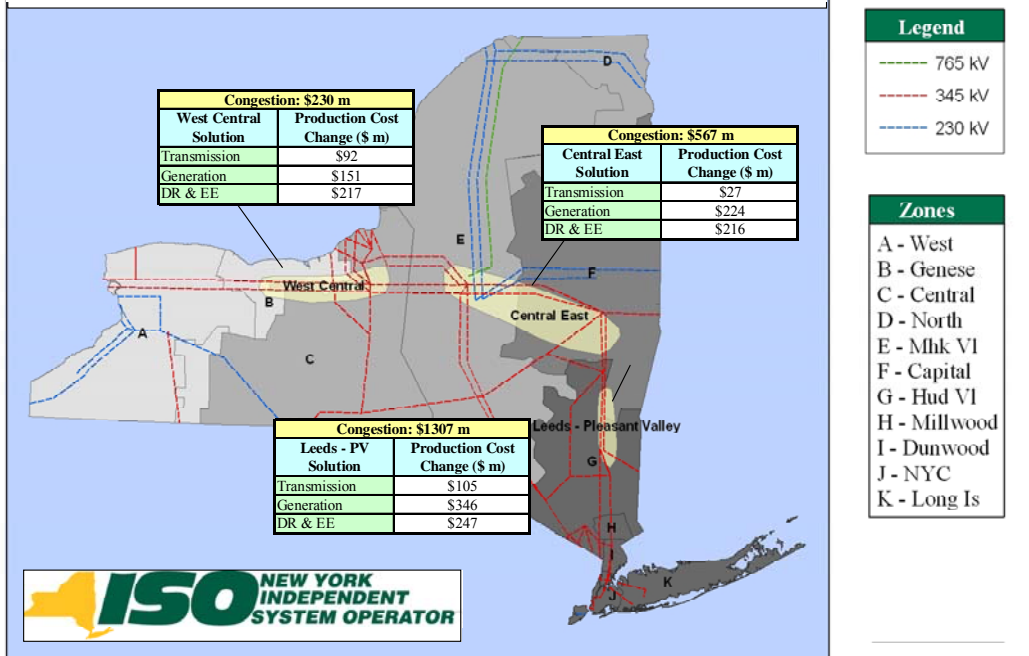 Legend
765 kV
345 kV
230 kV
D
Congestion: $230 m
West Central Solution
Production Cost Change ($ m)
Transmission $92
Generation $151
DR & EE $217
Congestion: $567 m
Central East Solution
Production Cost Change ($ m)
Transmission $27
Generation $224
DR & EE $216
Zones
A - West
B - Genese
C - Central
D - North
E - Mhk Vl
F - Capital
G - Hud Vl
H - Millwood
I - Dunwood
J - NYC
K - Long Is
E
F
West Central
B
Central East
A
C
Congestion: $1307 m
Leeds - PV Solution
Production Cost Change ($ m)
Transmission $105
Generation $346
DR & EE $247
Leeds - Pleasant Valley
G
H
I
K
J
ISO
NEW YORK
INDEPENDENT
SYSTEM OPERATOR